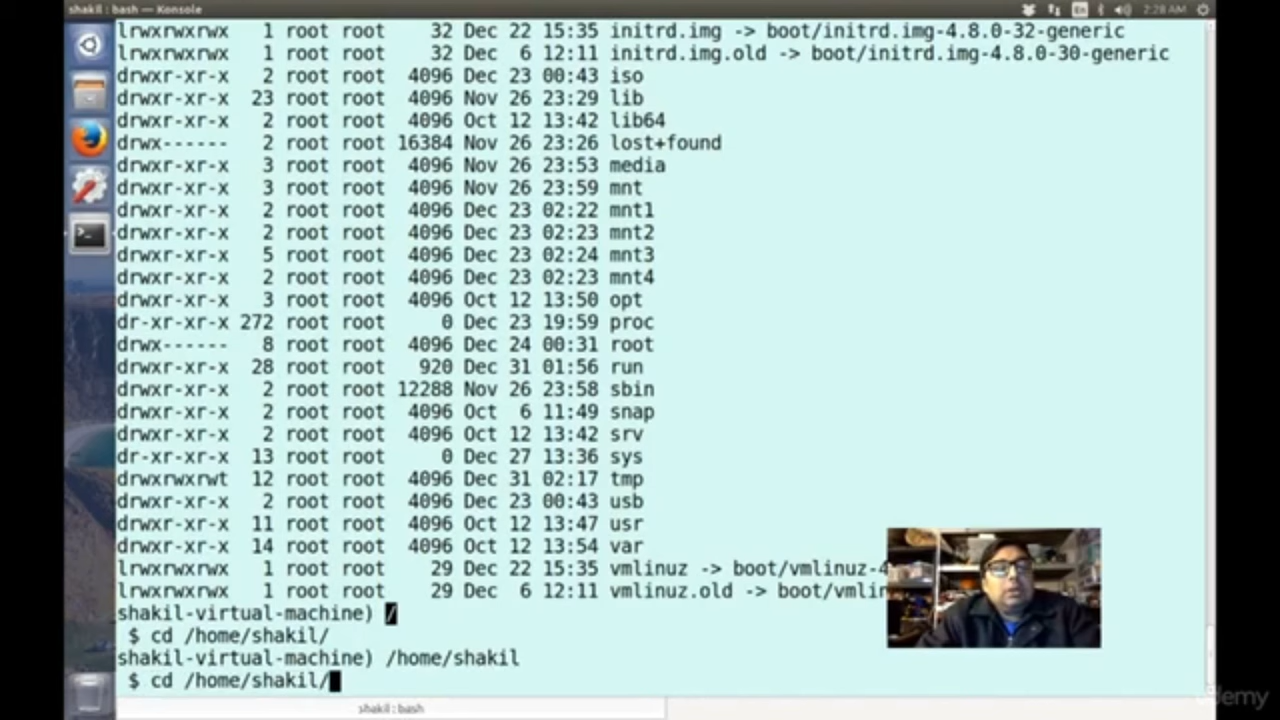 shakil : bash — Konsole
En
2:28 AM
lrwxrwxrwx 1 root root 32 Dec 22 15:35 initrd.img -> boot/initrd.img-4.8.0-32-generic
lrwxrwxrwx 1 root root 32 Dec 6 12:11 initrd.img.old -> boot/initrd.img-4.8.0-30-generic
drwxr-xr-x 2 root root 4096 Dec 23 00:43 iso
drwxr-xr-x 23 root root 4096 Nov 26 23:29 lib
drwxr-xr-x 2 root root 4096 Oct 12 13:42 lib64
drwx------ 2 root root 16384 Nov 26 23:26 lost+found
drwxr-xr-x 3 root root 4096 Nov 26 23:53 media
drwxr-xr-x 3 root root 4096 Nov 26 23:59 mnt
drwxr-xr-x 2 root root 4096 Dec 23 02:22 mnt1
drwxr-xr-x 2 root root 4096 Dec 23 02:23 mnt2
drwxr-xr-x 5 root root 4096 Dec 23 02:24 mnt3
drwxr-xr-x 2 root root 4096 Dec 23 02:23 mnt4
drwxr-xr-x 3 root root 4096 Oct 12 13:50 opt
dr-xr-xr-x 272 root root 0 Dec 23 19:59 proc
drwx------ 8 root root 4096 Dec 24 00:31 root
drwxr-xr-x 28 root root 920 Dec 31 01:56 run
drwxr-xr-x 2 root root 12288 Nov 26 23:58 sbin
drwxr-xr-x 2 root root 4096 Oct 6 11:49 snap
drwxr-xr-x 2 root root 4096 Oct 12 13:42 srv
dr-xr-xr-x 13 root root 0 Dec 27 13:36 sys
drwxrwxrwt 12 root root 4096 Dec 31 02:17 tmp
drwxr-xr-x 2 root root 4096 Dec 23 00:43 usb
drwxr-xr-x 11 root root 4096 Oct 12 13:47 usr
drwxr-xr-x 14 root root 4096 Oct 12 13:54 var
lrwxrwxrwx 1 root root 29 Dec 22 15:35 vmlinuz -> boot/vmlinuz-4
lrwxrwxrwx 1 root root 29 Dec 6 12:11 vmlinuz.old -> boot/vmlin
shakil-virtual-machine) /
$ cd /home/shakil/
shakil-virtual-machine) /home/shakil
$ cd /home/shakil/
shakil : bash
udemy